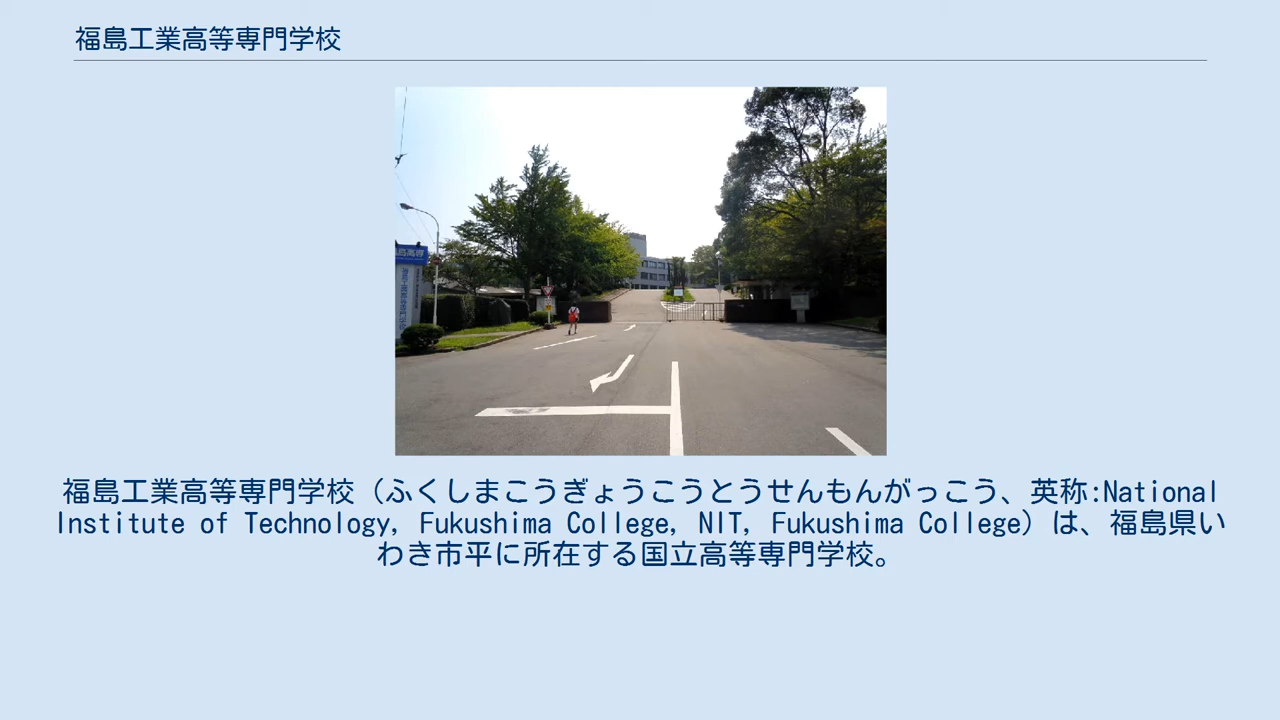 福島工業高等専門学校
福島工業高等専門学校（ふくしまこうぎょうこうとうせんもんがっこう、英称:National
Institute of Technology, Fukushima College, NIT, Fukushima College）は、福島県い
わき市平に所在する国立高等専門学校。